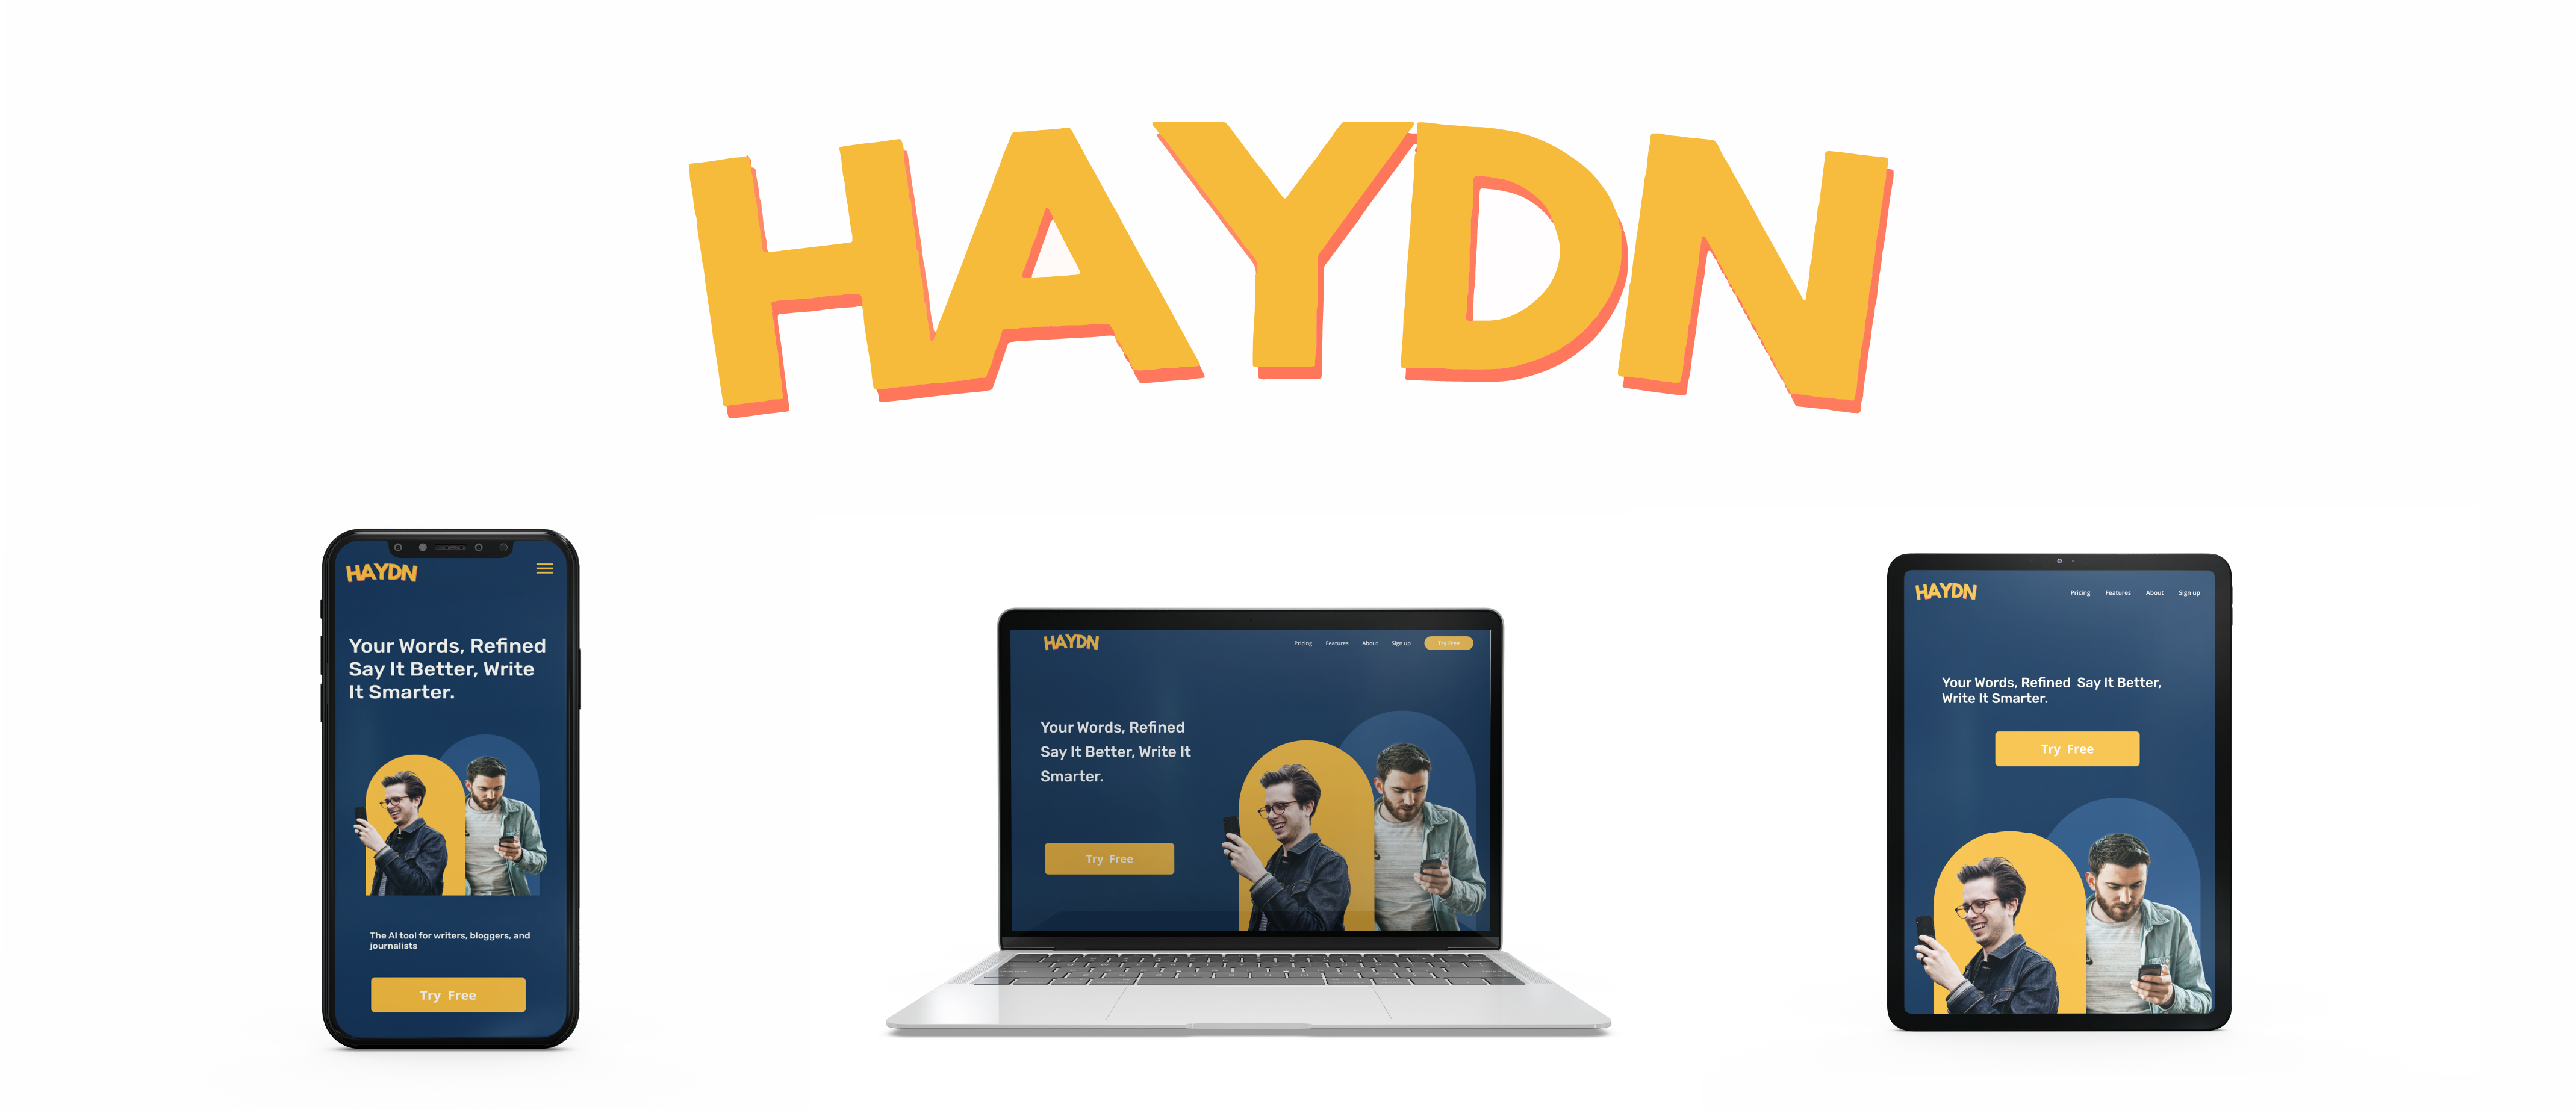 HAYDN
HAYDN
Your Words, Refined
Say It Better, Write
It Smarter.
The AI tool for writers, bloggers, and
journalists
Try Free
HAYDN
Pricing Features About Sign up Try Free
Your Words, Refined
Say It Better, Write It
Smarter.
Try Free
HAYDN
Pricing Features About Sign up
Your Words, Refined Say It Better,
Write It Smarter.
Try Free